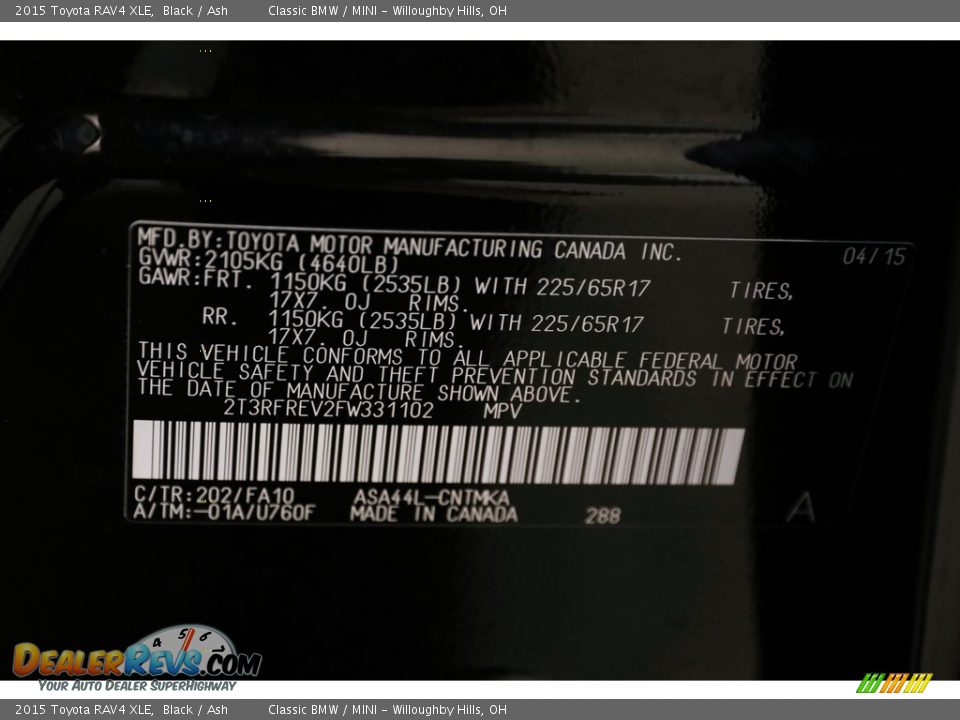 2015 Toyota RAV4 XLE, Black / Ash Classic BMW / MINI - Willoughby Hills, OH
MFD.BY:TOYOTA MOTOR MANUFACTURING CANADA INC. 04/15
GVWR:2105KG (4640LB)
GAWR:FRT. 1150KG (2535LB) WITH 225/65R17 TIRES,
17X7. 0J RIMS.
RR. 1150KG (2535LB) WITH 225/65R17 TIRES,
17X7. 0J RIMS.
THIS VEHICLE CONFORMS TO ALL APPLICABLE FEDERAL MOTOR
VEHICLE SAFETY AND THEFT PREVENTION STANDARDS IN EFFECT ON
THE DATE OF MANUFACTURE SHOWN ABOVE.
2T3RFREV2FW331102 MPV
C/TR:202/FA10 ASA44L-CNTMKA
A/TM:-01A/U760F MADE IN CANADA 288
A
4 5 6
DEALERREVS.COM
YOUR AUTO DEALER SUPERHIGHWAY
2015 Toyota RAV4 XLE, Black / Ash Classic BMW / MINI - Willoughby Hills, OH